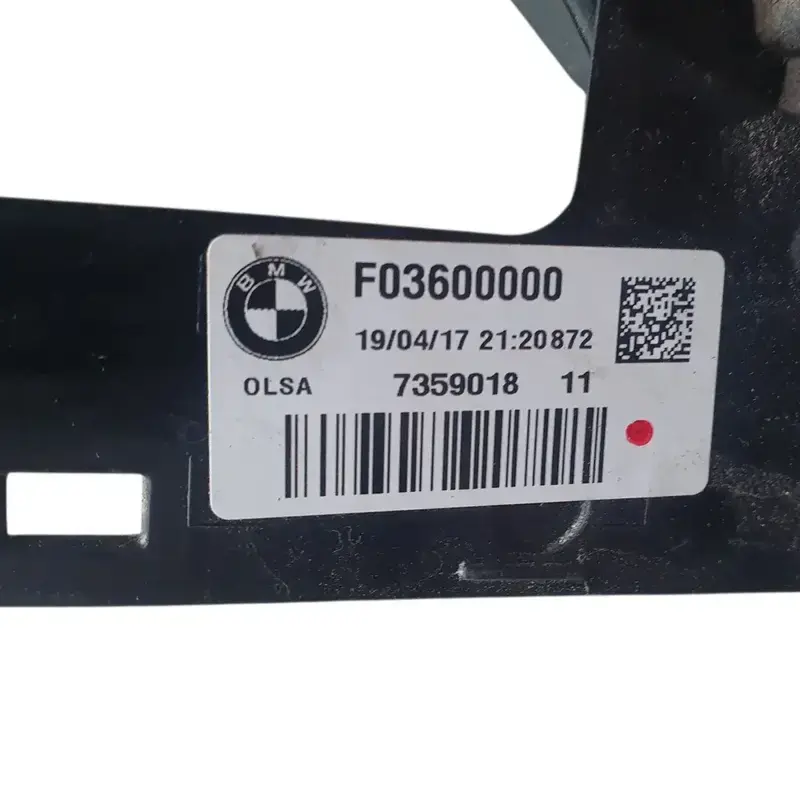 BMW
F03600000
19/04/17 21:20872
OLSA 7359018 11